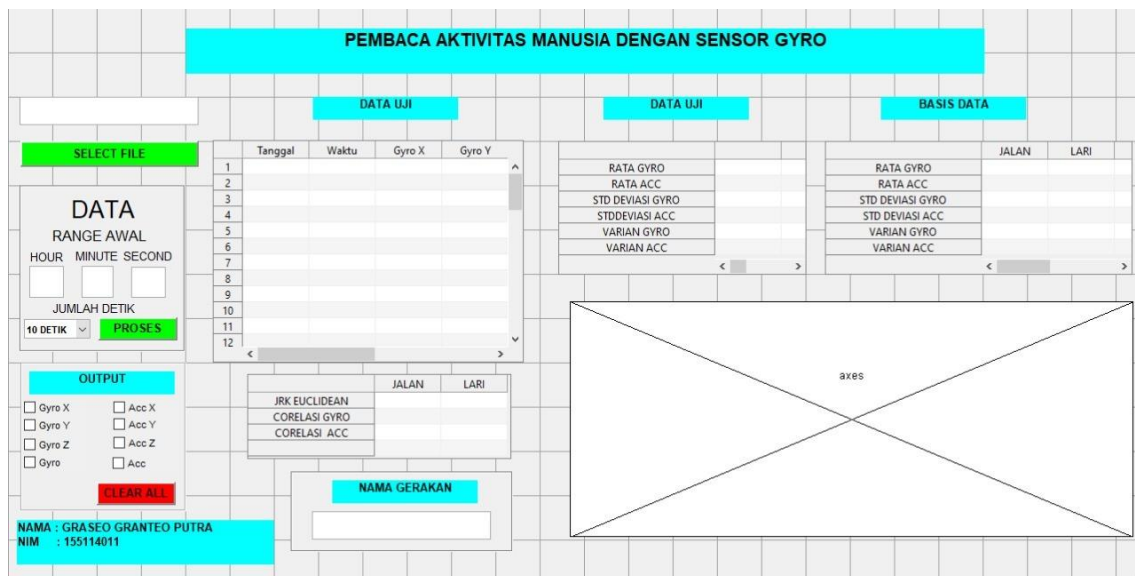 PEMBACA AKTIVITAS MANUSIA DENGAN SENSOR GYRO
DATA UJI
DATA UJI
BASIS DATA
SELECT FILE
Tanggal Waktu Gyro X Gyro Y
1
2
3
4
5
6
7
8
9
10
11
12
RATA GYRO
RATA ACC
STD DEVIASI GYRO
STDDEVIASI ACC
VARIAN GYRO
VARIAN ACC
JALAN LARI
RATA GYRO
RATA ACC
STD DEVIASI GYRO
STD DEVIASI ACC
VARIAN GYRO
VARIAN ACC
DATA
RANGE AWAL
HOUR MINUTE SECOND
JUMLAH DETIK
10 DETIK PROSES
axes
OUTPUT
Gyro X Acc X
Gyro Y Acc Y
Gyro Z Acc Z
Gyro Acc
CLEAR ALL
JALAN LARI
JRK EUCLIDEAN
CORELASI GYRO
CORELASI ACC
NAMA GERAKAN
NAMA : GRASEO GRANTEO PUTRA
NIM : 155114011